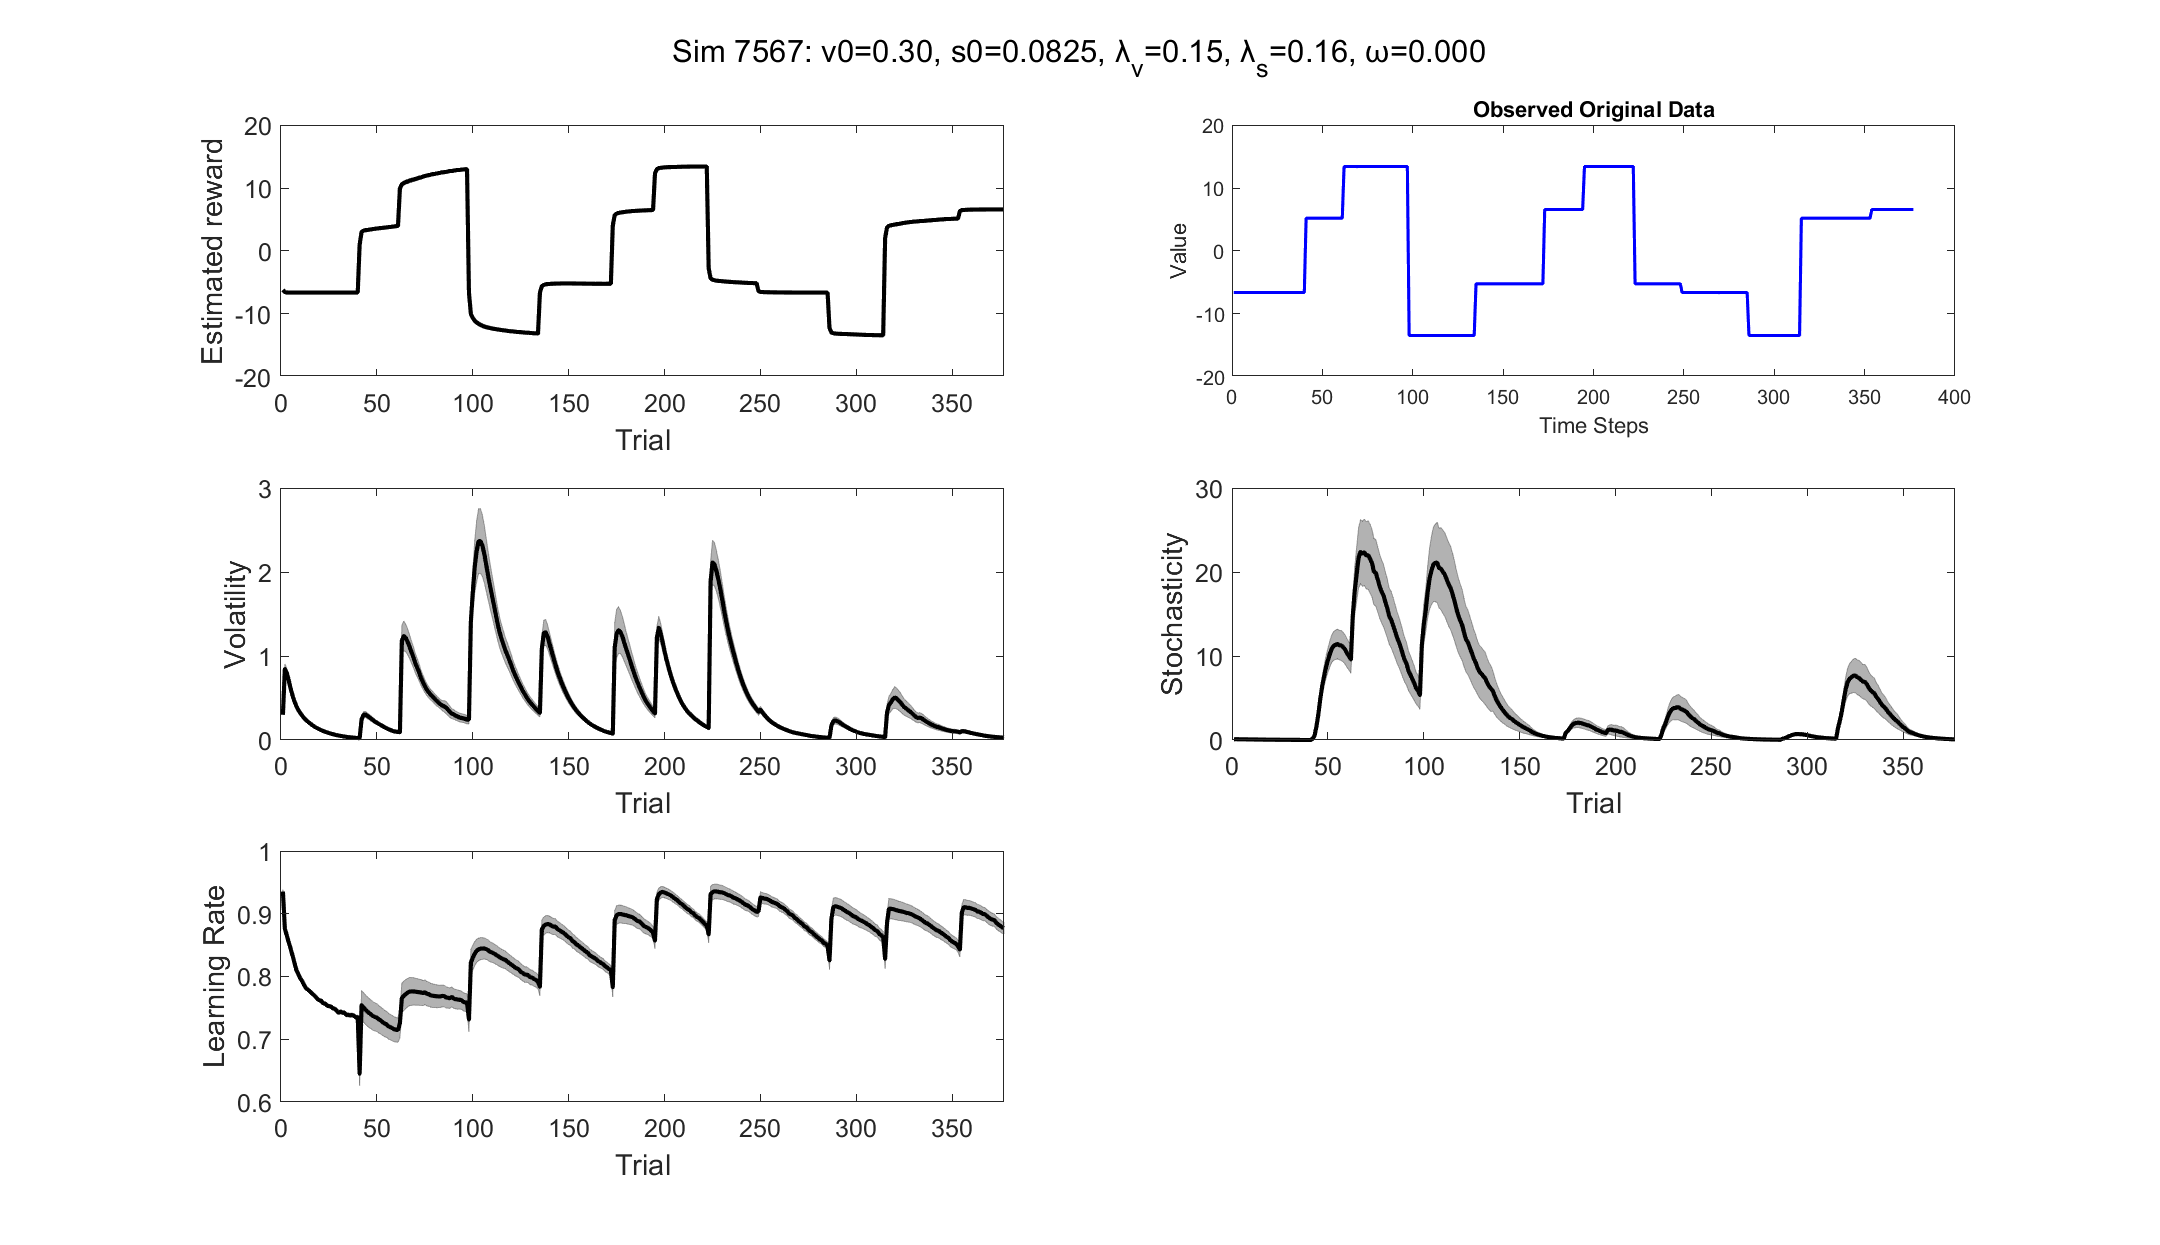 Sim 7567: v0=0.30, s0=0.0825, λv=0.15, λs=0.16, ω=0.000
Estimated reward
20
10
0
-10
-20
0 50 100 150 200 250 300 350
Trial
Observed Original Data
Value
20
10
0
-10
-20
0 50 100 150 200 250 300 350 400
Time Steps
Volatility
3
2
1
0
0 50 100 150 200 250 300 350
Trial
Stochasticity
30
20
10
0
0 50 100 150 200 250 300 350
Trial
Learning Rate
1
0.9
0.8
0.7
0.6
0 50 100 150 200 250 300 350
Trial